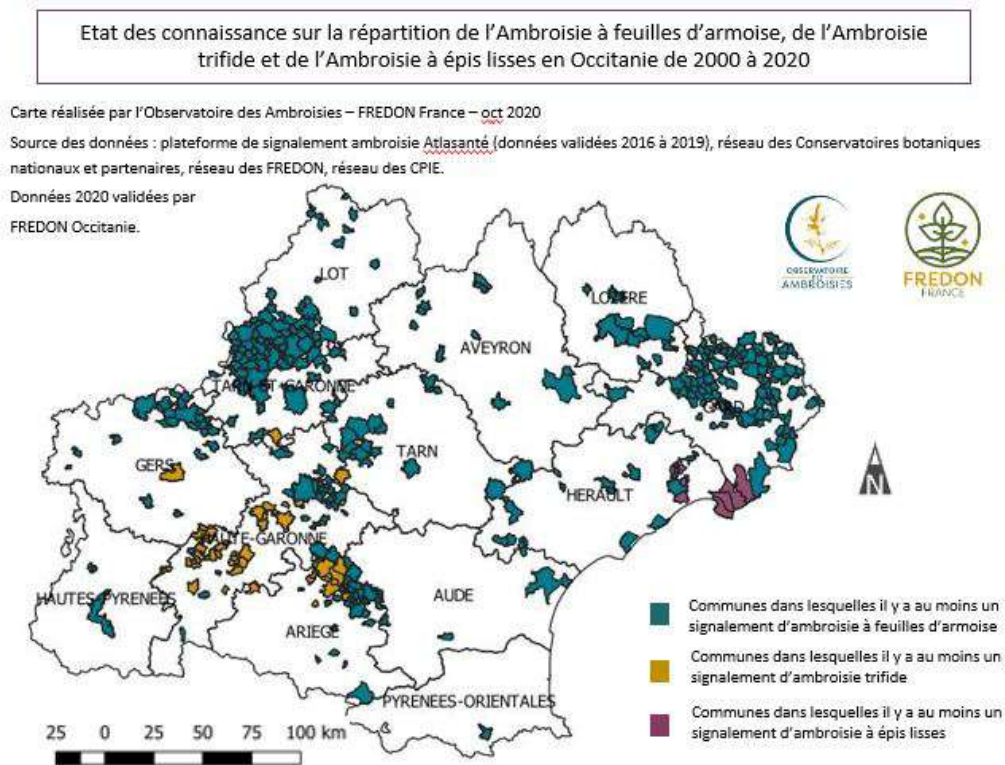 Etat des connaissance sur la répartition de l'Ambroisie à feuilles d'armoise, de l'Ambroisie
trifide et de l'Ambroisie à épis lisses en Occitanie de 2000 à 2020
Carte réalisée par l'Observatoire des Ambroisies – FREDON France – oct 2020
Source des données : plateforme de signalement ambroisie Atlasanté (données validées 2016 à 2019), réseau des Conservatoires botaniques
nationaux et partenaires, réseau des FREDON, réseau des CPIE.
Données 2020 validées par
FREDON Occitanie.
OBSERVATOIRE
DES
AMBROISIES
FREDON
FRANCE
LOT
LOZERE
AVEYRON
TARN-ET-GARONNE
GARD
GERS
TARN
HERAULT
HAUTE-GARONNE
HAUTES-PYRENEES
AUDE
ARIEGE
PYRENEES-ORIENTALES
N
Communes dans lesquelles il y a au moins un
signalement d'ambroisie à feuilles d'armoise
Communes dans lesquelles il y a au moins un
signalement d'ambroisie trifide
Communes dans lesquelles il y a au moins un
signalement d'ambroisie à épis lisses
25 0 25 50 75 100 km